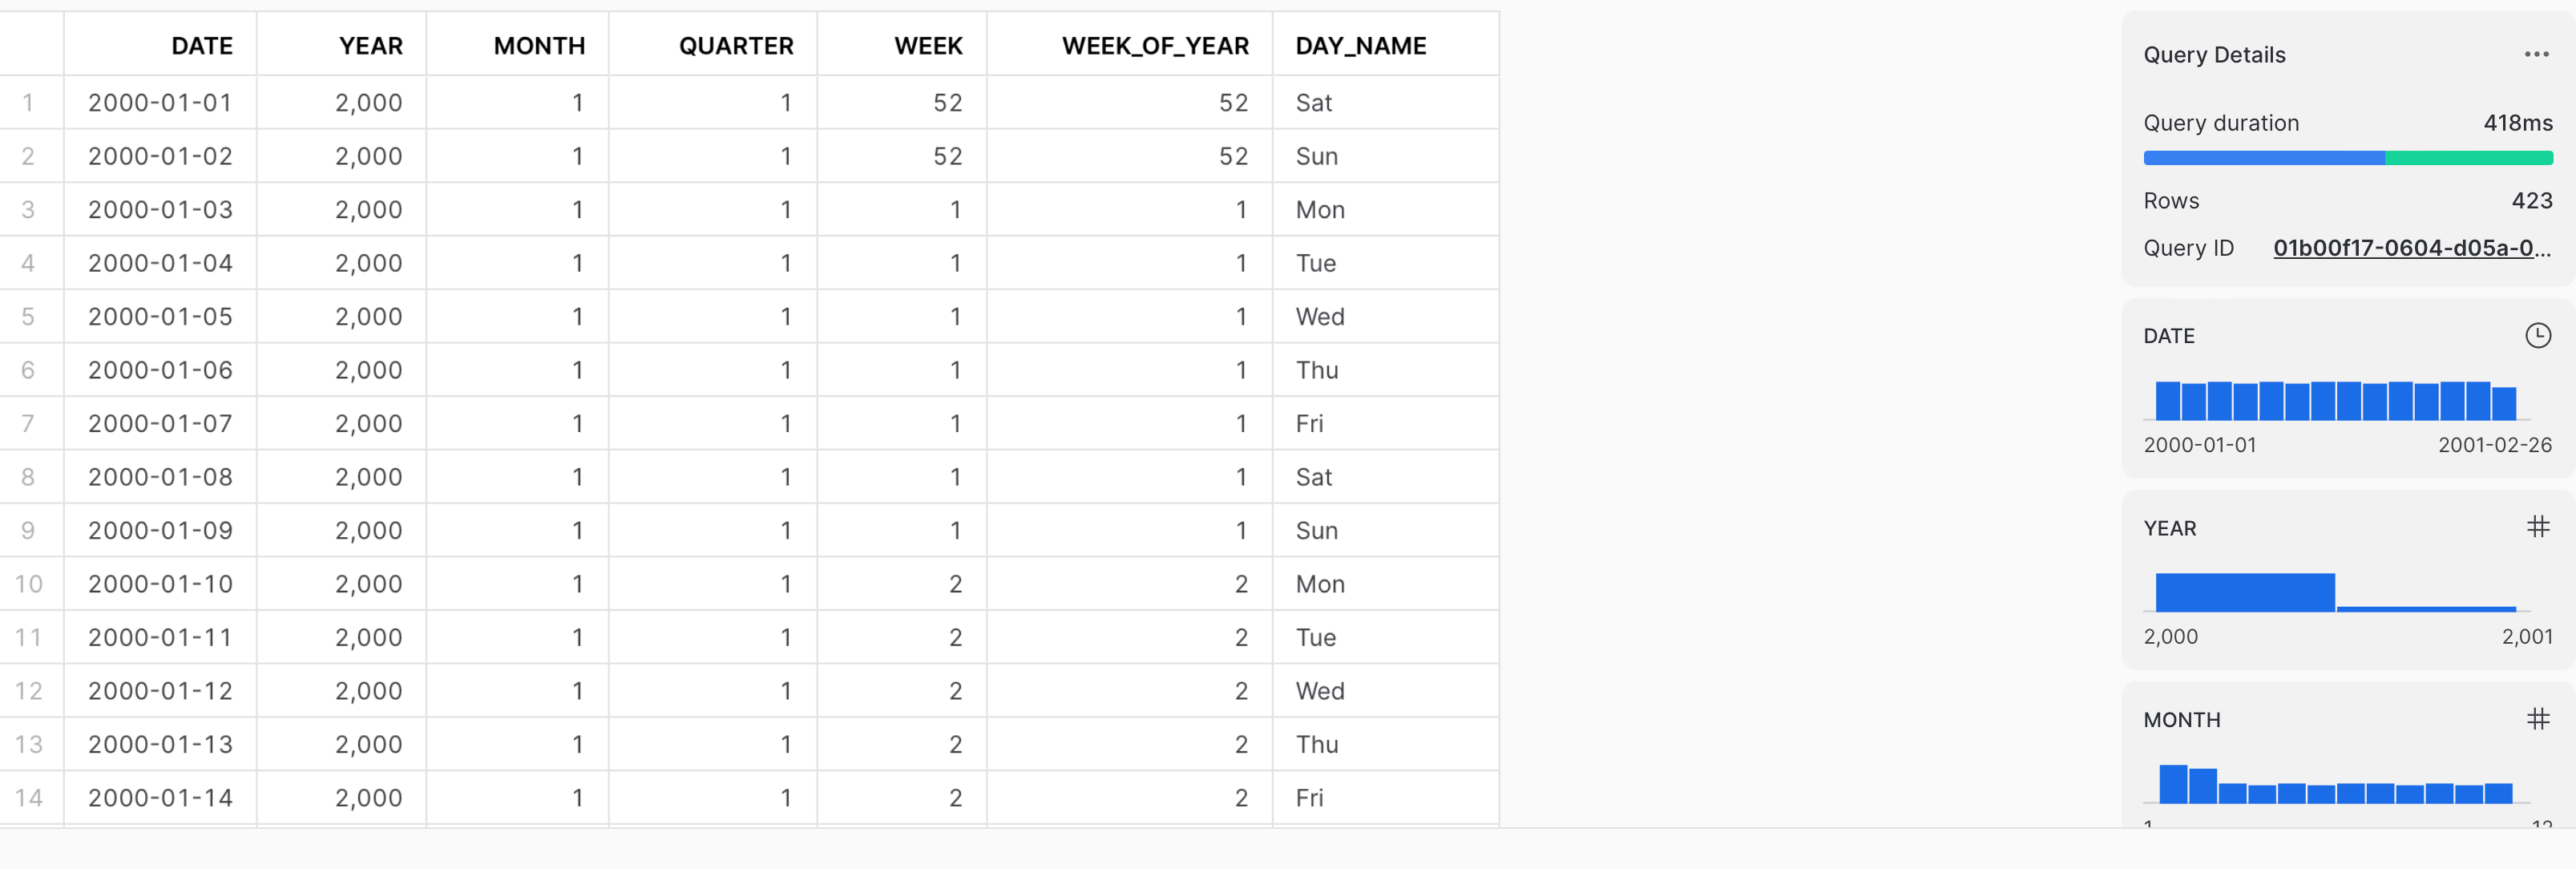 DATE YEAR MONTH QUARTER WEEK WEEK_OF_YEAR DAY_NAME
1 2000-01-01 2,000 1 1 52 52 Sat
2 2000-01-02 2,000 1 1 52 52 Sun
3 2000-01-03 2,000 1 1 1 1 Mon
4 2000-01-04 2,000 1 1 1 1 Tue
5 2000-01-05 2,000 1 1 1 1 Wed
6 2000-01-06 2,000 1 1 1 1 Thu
7 2000-01-07 2,000 1 1 1 1 Fri
8 2000-01-08 2,000 1 1 1 1 Sat
9 2000-01-09 2,000 1 1 1 1 Sun
10 2000-01-10 2,000 1 1 2 2 Mon
11 2000-01-11 2,000 1 1 2 2 Tue
12 2000-01-12 2,000 1 1 2 2 Wed
13 2000-01-13 2,000 1 1 2 2 Thu
14 2000-01-14 2,000 1 1 2 2 Fri
Query Details
Query duration 418ms
Rows 423
Query ID 01b00f17-0604-d05a-0...
DATE
2000-01-01 2001-02-26
YEAR
2,000 2,001
MONTH
1 12